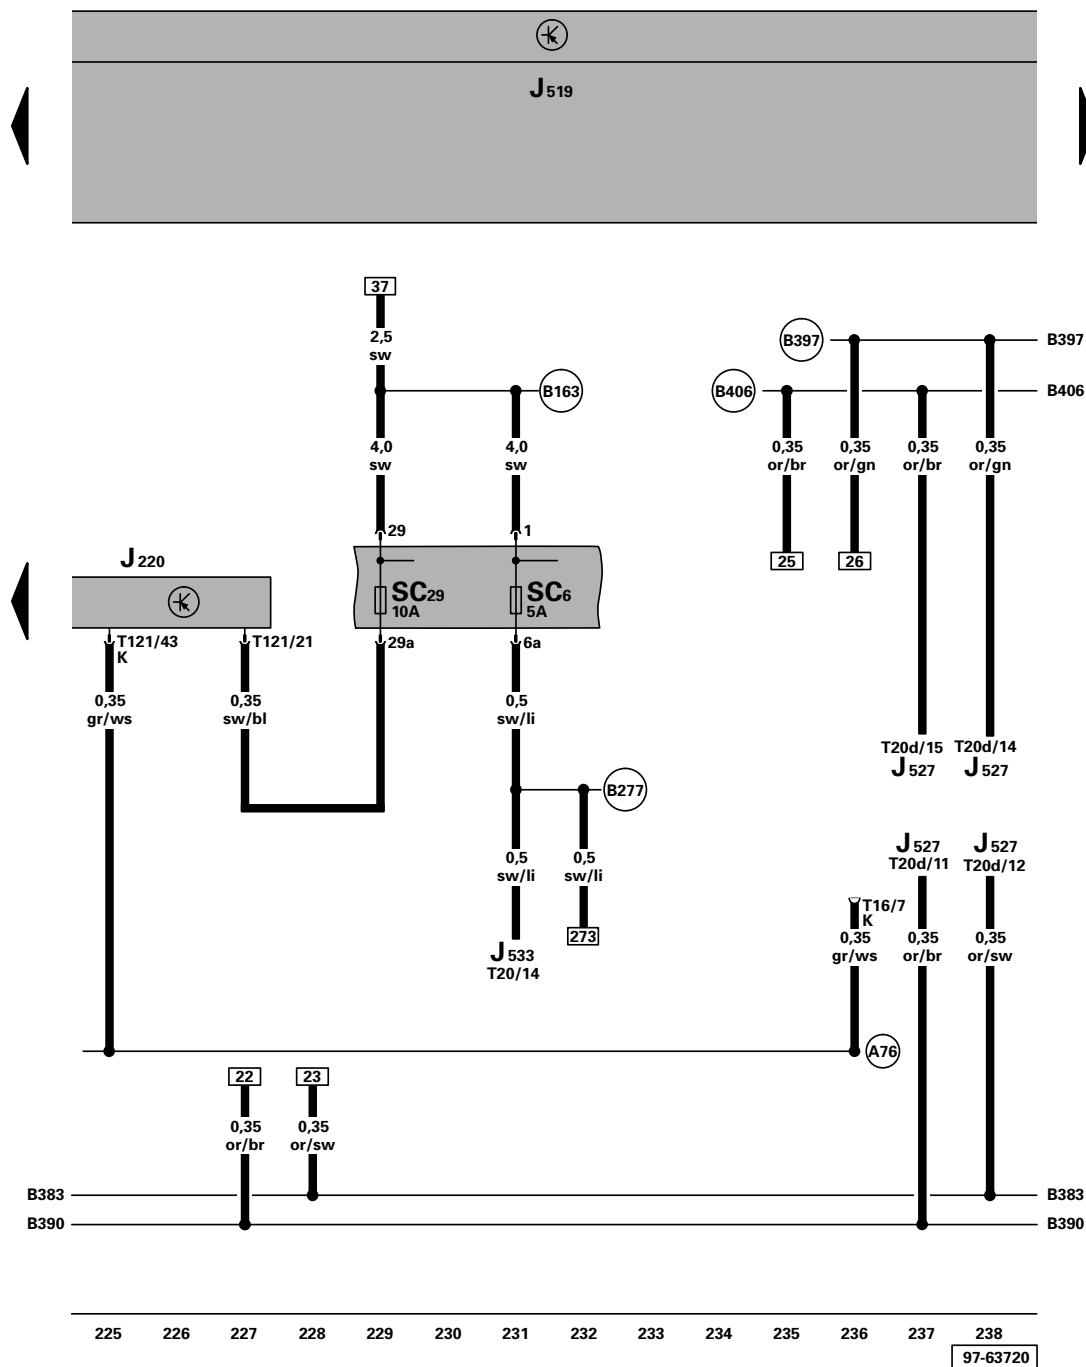 J519
37
2,5
sw
B397
B397
B163
B406
B406
4,0
sw
4,0
sw
0,35
or/br
0,35
or/gn
0,35
or/br
0,35
or/gn
29
1
J220
25
26
SC29
10A
SC6
5A
T121/43
K
T121/21
29a
6a
0,35
gr/ws
0,35
sw/bl
0,5
sw/li
T20d/15
J527
T20d/14
J527
B277
J527
T20d/11
J527
T20d/12
0,5
sw/li
0,5
sw/li
T16/7
K
273
0,35
gr/ws
0,35
or/br
0,35
or/sw
J533
T20/14
A76
22
23
0,35
or/br
0,35
or/sw
B383
B383
B390
B390
225 226 227 228 229 230 231 232 233 234 235 236 237 238
97-63720